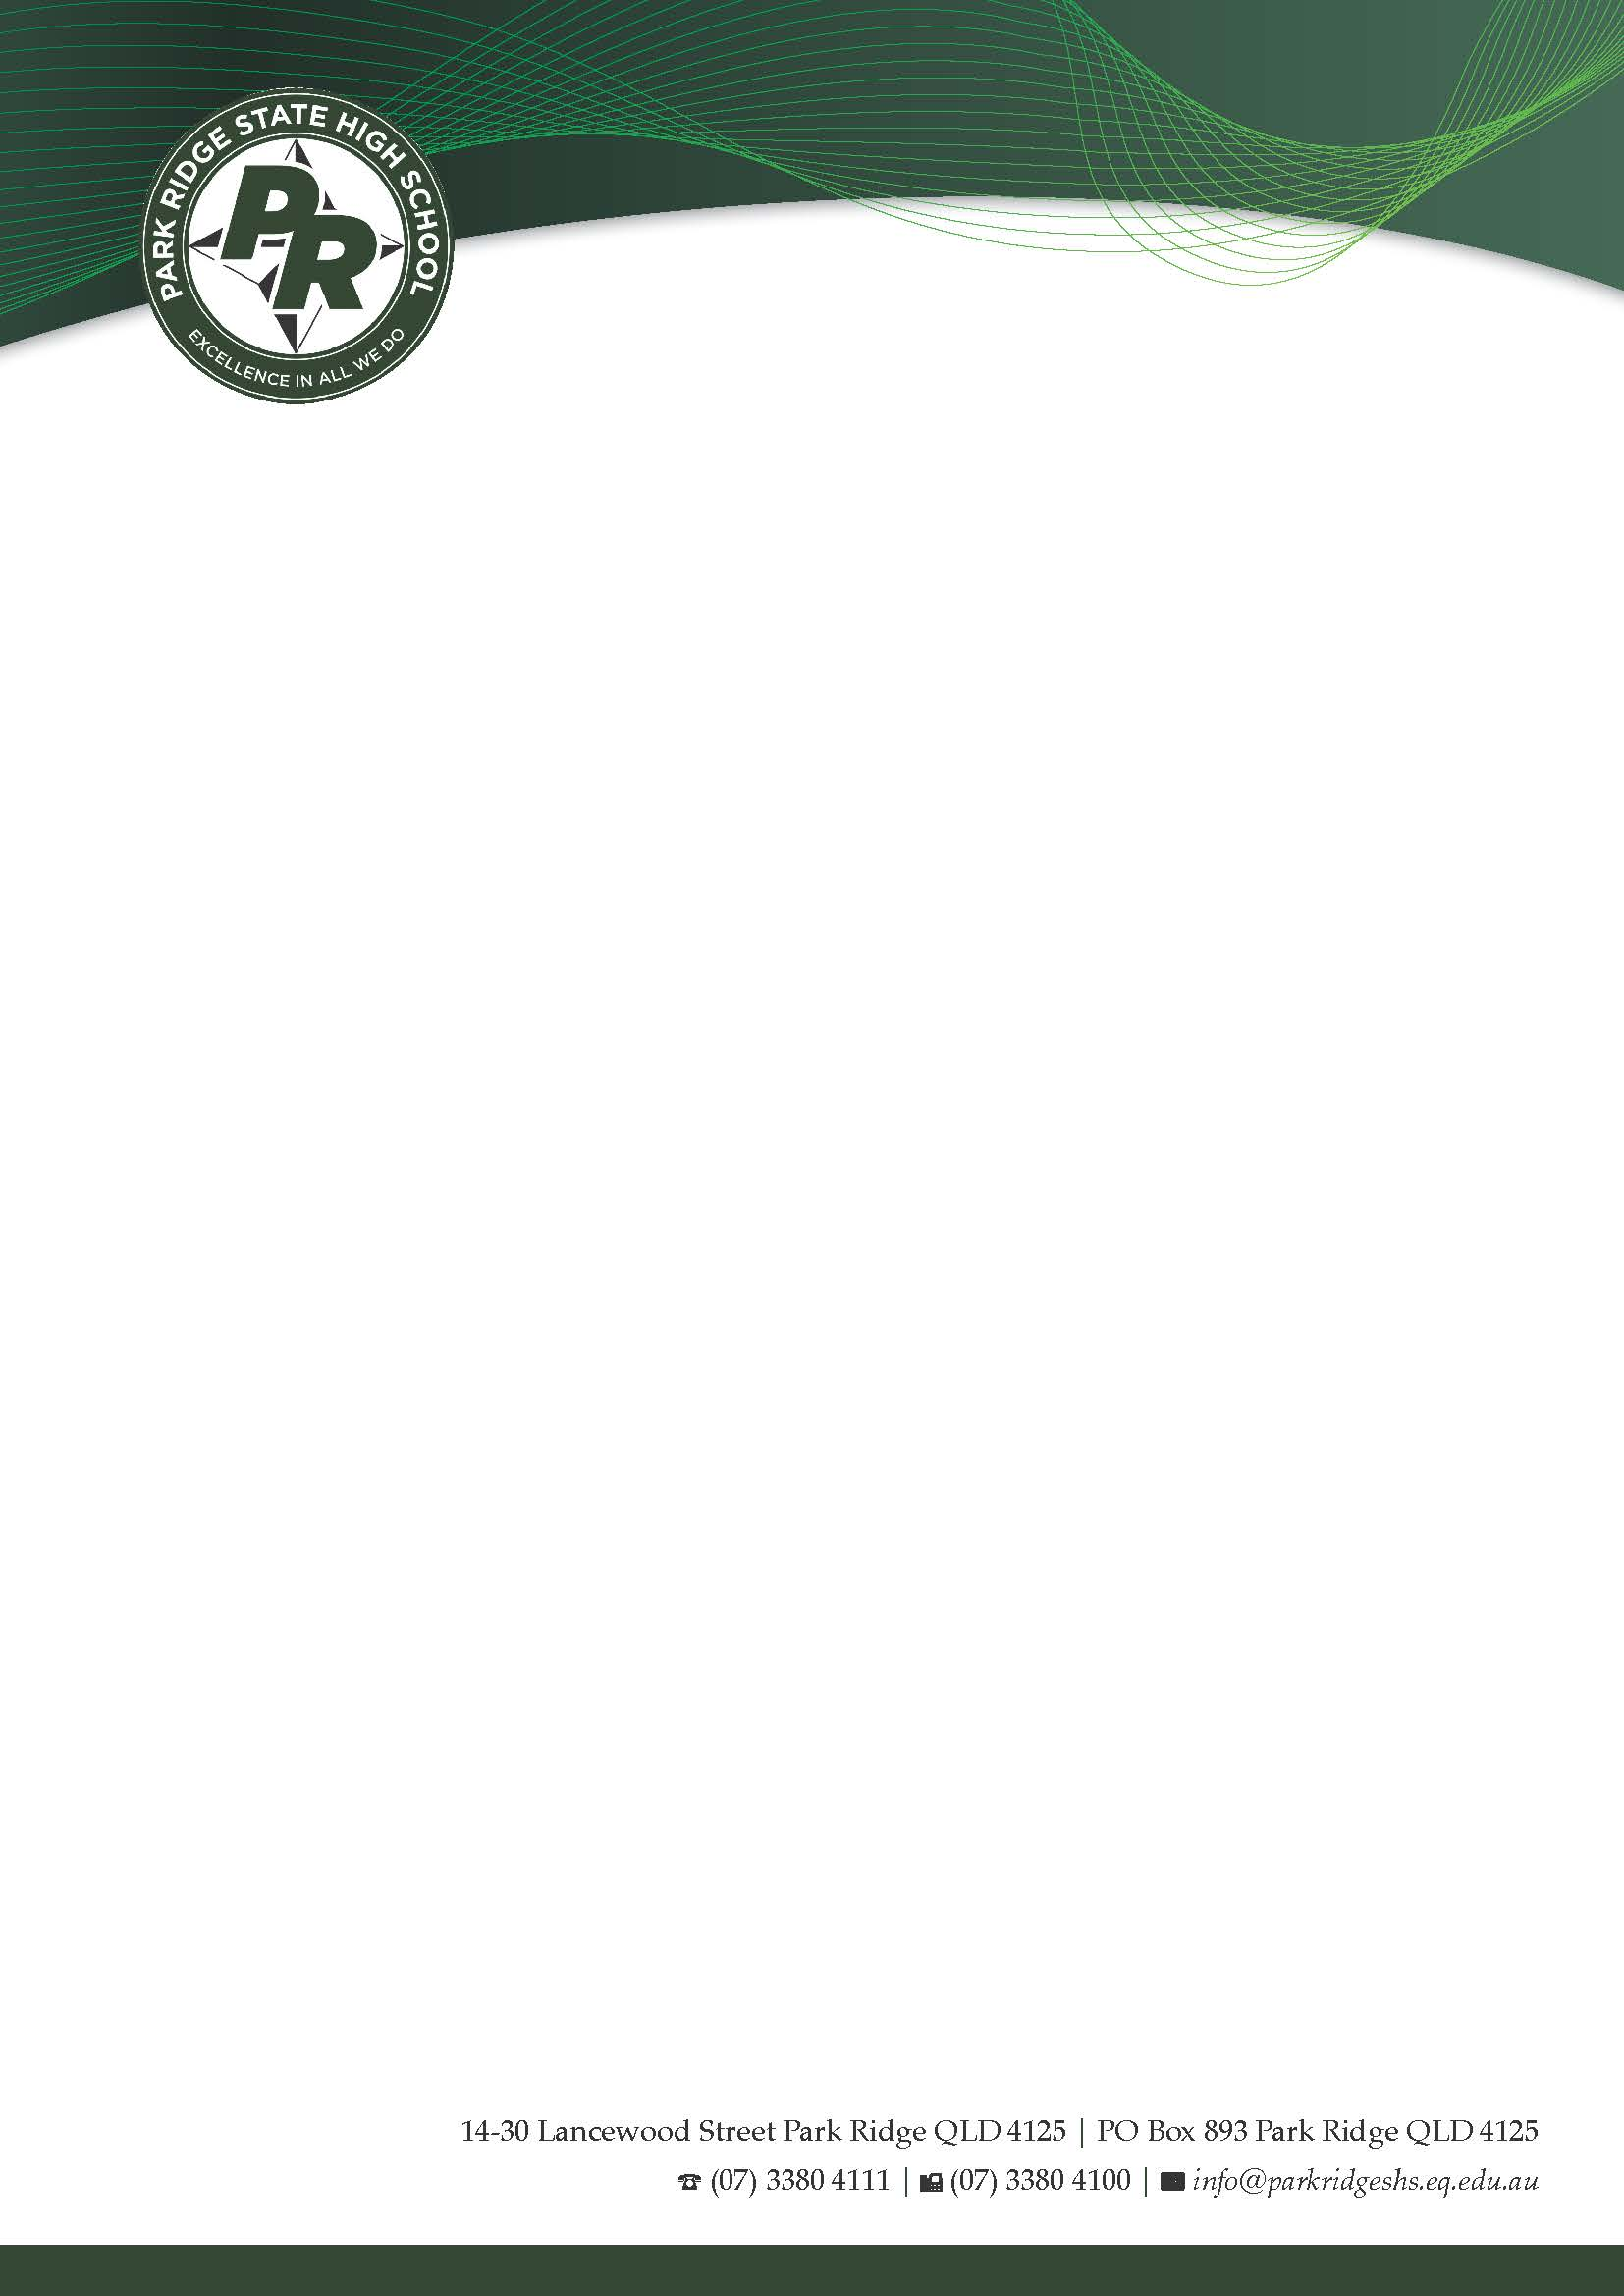 PARK RIDGE STATE HIGH SCHOOL
PR
EXCELLENCE IN ALL WE DO
14-30 Lancewood Street Park Ridge QLD 4125 | PO Box 893 Park Ridge QLD 4125
☎ (07) 3380 4111 | 📠 (07) 3380 4100 | ✉ info@parkridgeshs.eq.edu.au